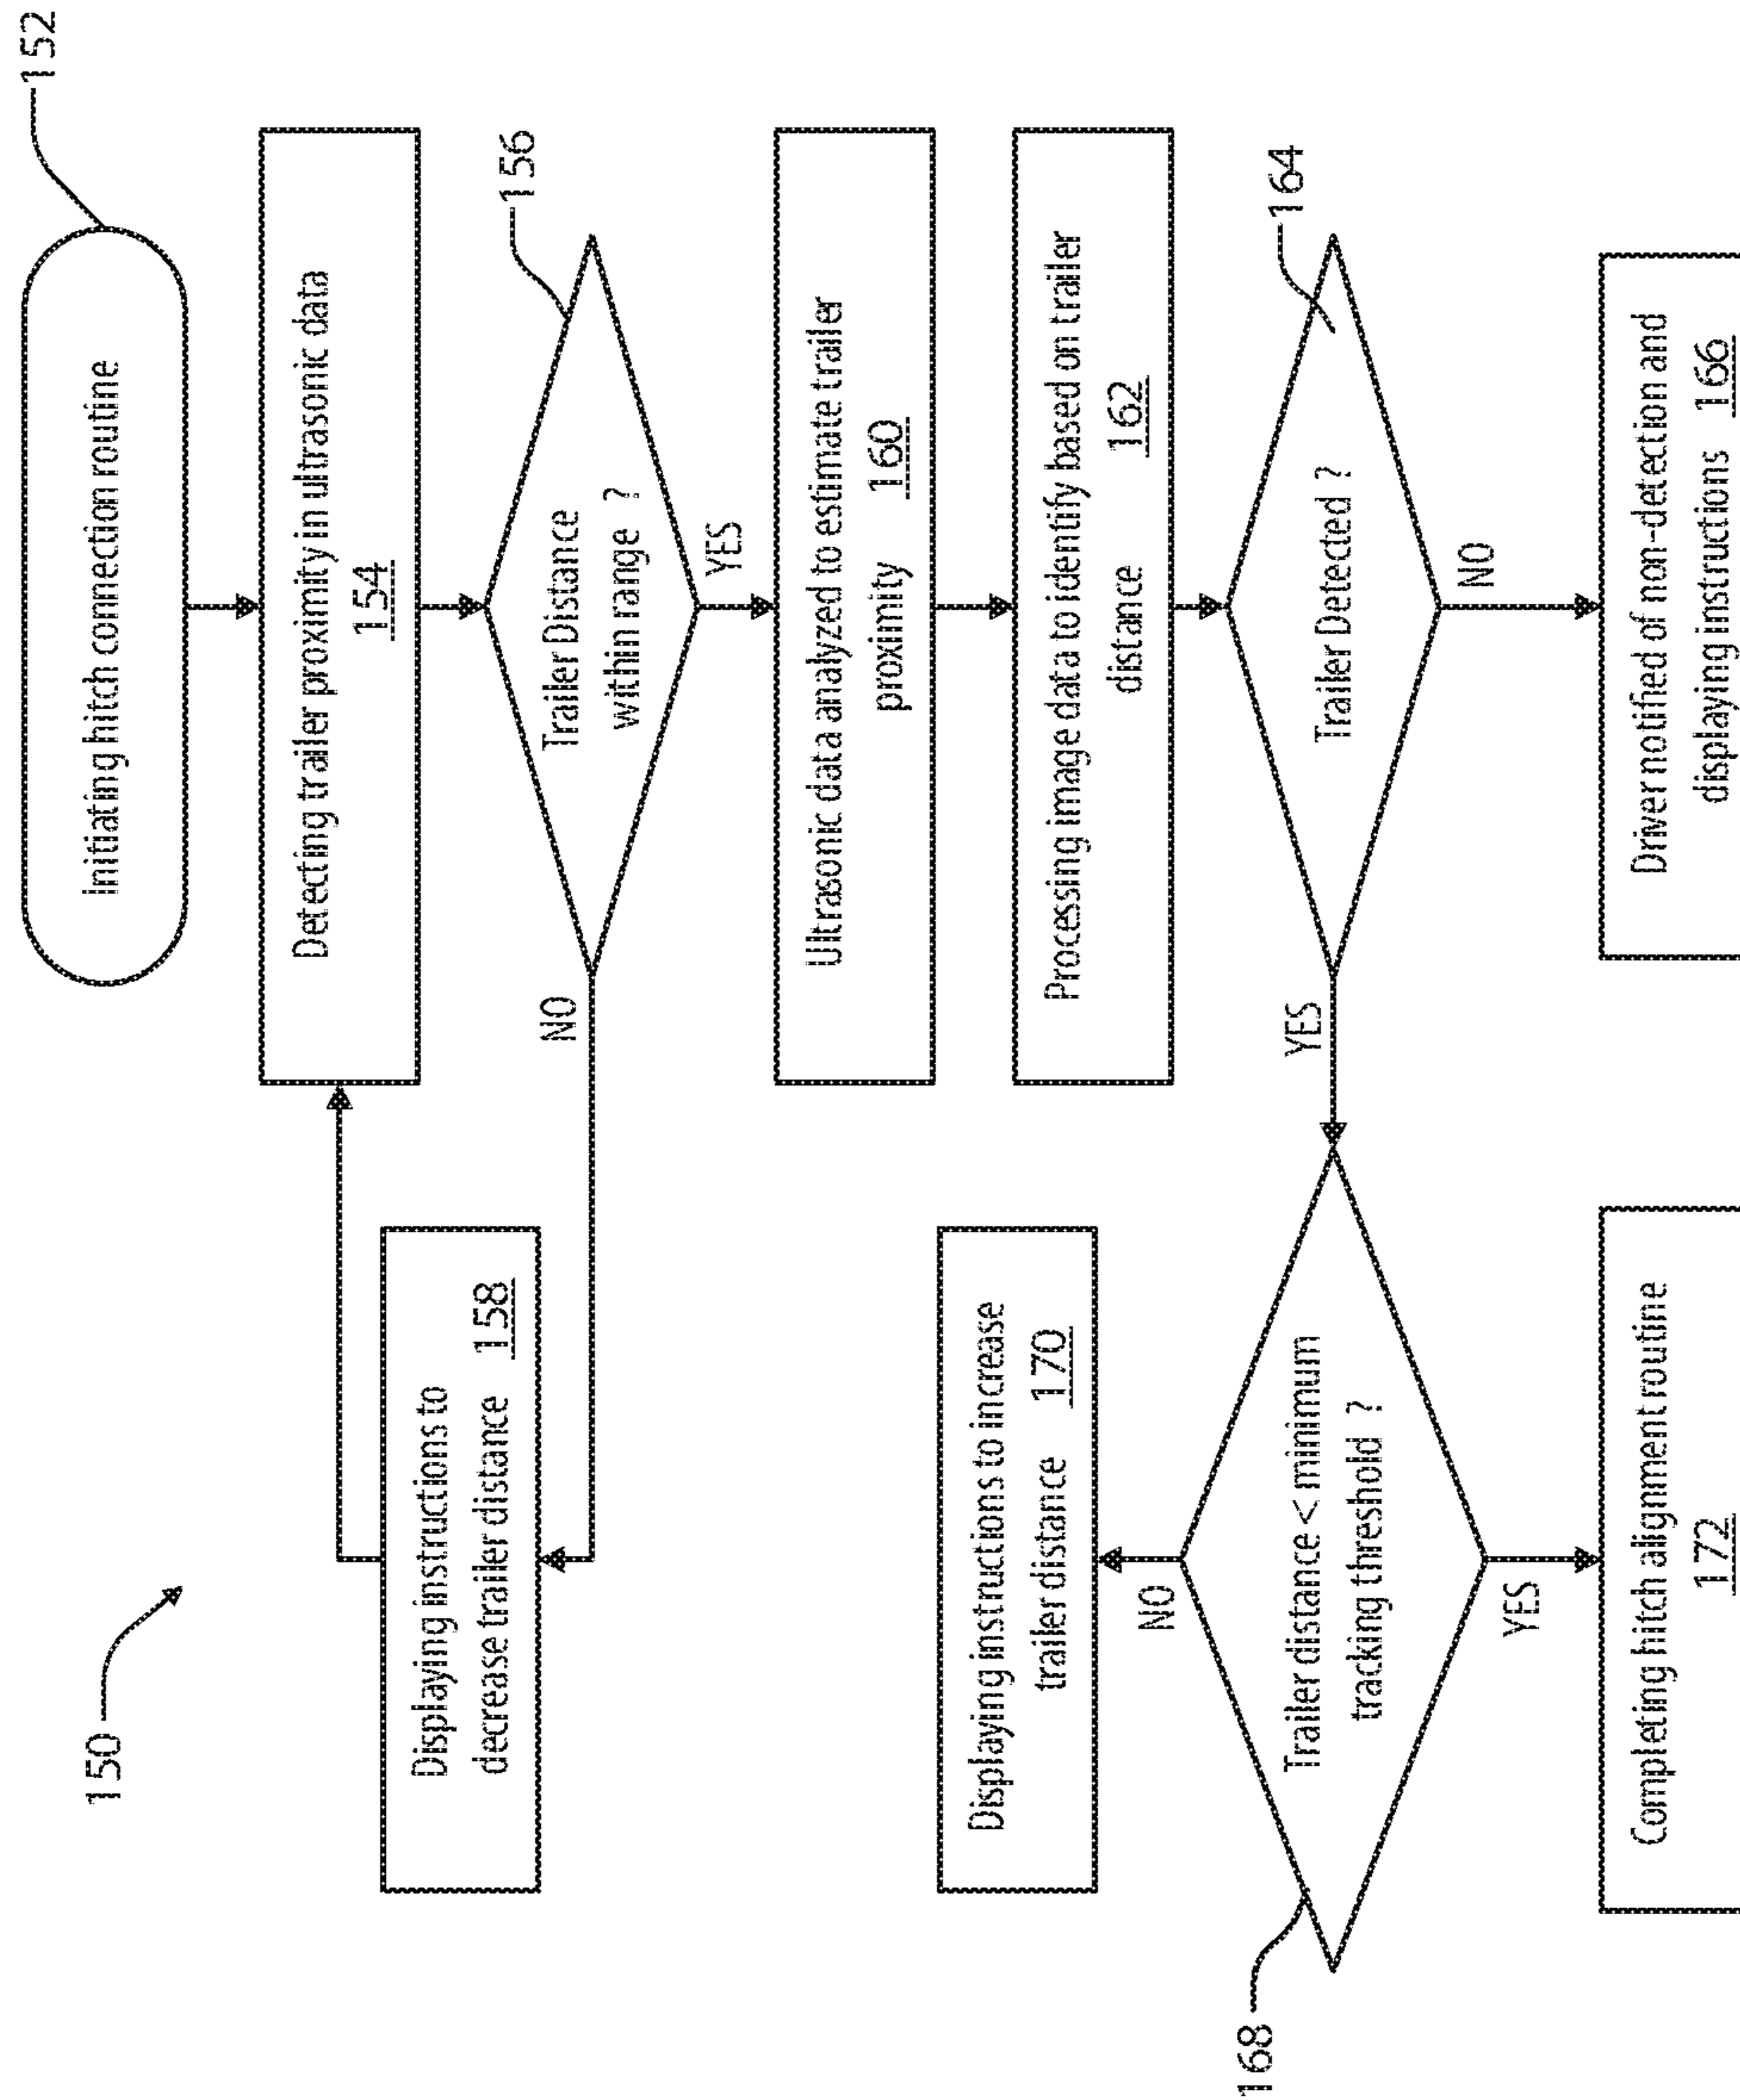 152
Initiating hitch connection routine
150
Detecting trailer proximity in ultrasonic data
154
Displaying instructions to
decrease trailer distance 158
156
Trailer Distance
within range ?
NO
YES
Ultrasonic data analyzed to estimate trailer
proximity 160
Displaying instructions to increase
trailer distance 170
Processing image data to identify based on trailer
distance 162
164
Trailer Detected ?
YES
NO
NO
168
Trailer distance < minimum
tracking threshold ?
YES
Completing hitch alignment routine
172
Driver notified of non-detection and
displaying instructions 166